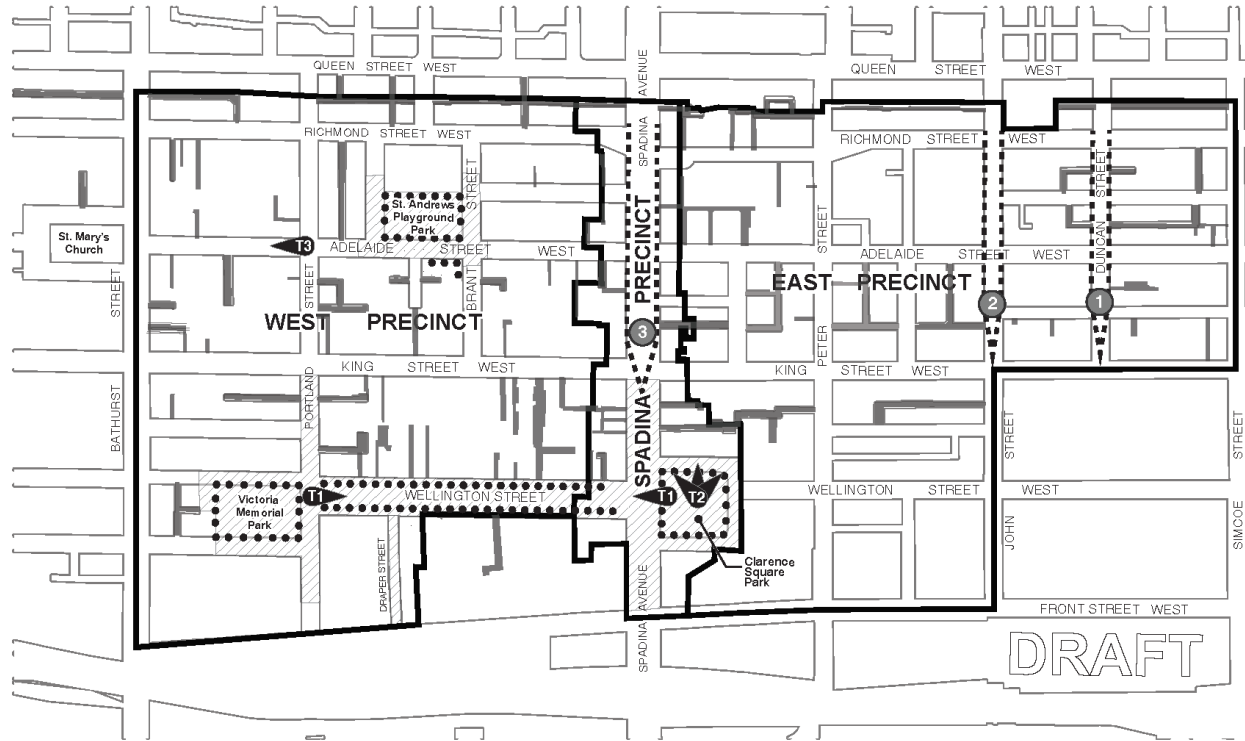 QUEEN STREET WEST
AVENUE
QUEEN STREET WEST
RICHMOND STREET WEST
SPADINA
RICHMOND STREET WEST
STREET
STREET
DUNCAN
St. Andrews
Playground
Park
St. Mary's
Church
T3
ADELAIDE STREET WEST
STREET
ADELAIDE STREET WEST
STREET
STREET
BRANT
PRECINCT
EAST PRECINCT
WEST PRECINCT
3
2
1
PETER
KING STREET WEST
KING STREET WEST
BATHURST
PORTLAND
SPADINA
STREET
STREET
Victoria
Memorial
Park
T1
WELLINGTON STREET
T1
T2
WELLINGTON STREET WEST
JOHN
SIMCOE
Clarence
Square
Park
DRAPER STREET
AVENUE
SPADINA
FRONT STREET WEST
DRAFT